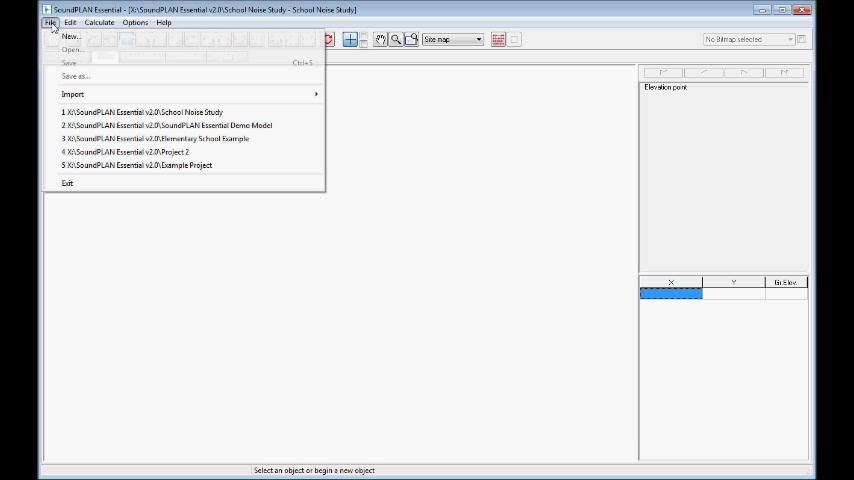 SoundPLAN Essential - [X:\SoundPLAN Essential v2.0\School Noise Study - School Noise Study]
File Edit Calculate Options Help
New...
Open...
Save Ctrl+S
Save as...
Import
1 X:\SoundPLAN Essential v2.0\School Noise Study
2 X:\SoundPLAN Essential v2.0\SoundPLAN Essential Demo Model
3 X:\SoundPLAN Essential v2.0\Elementary School Example
4 X:\SoundPLAN Essential v2.0\Project 2
5 X:\SoundPLAN Essential v2.0\Example Project
Exit
Site map
No Bitmap selected
Elevation point
X Y Gr.Elev.
Select an object or begin a new object